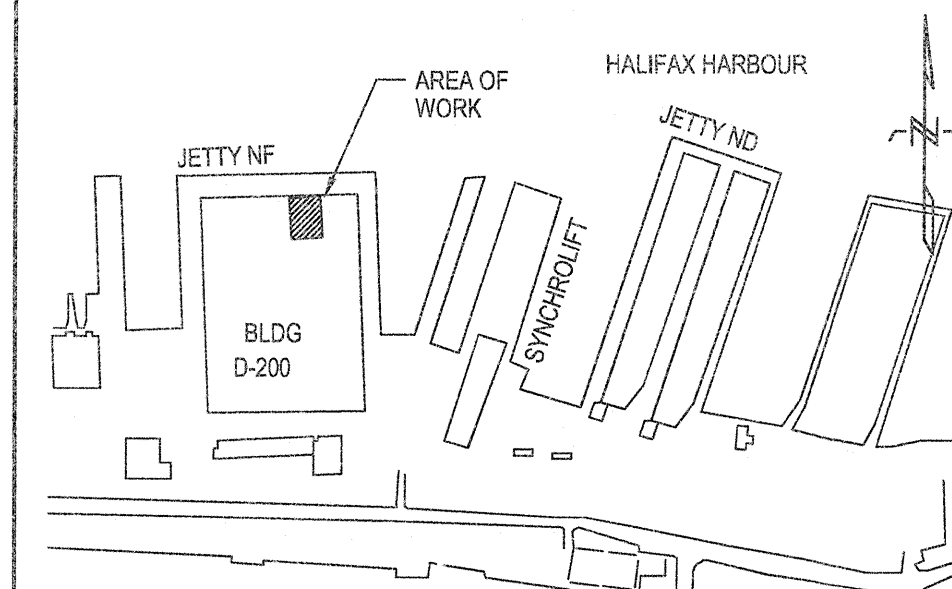 HALIFAX HARBOUR
AREA OF
WORK
JETTY ND
JETTY NF
N
SYNCHROLIFT
BLDG
D-200